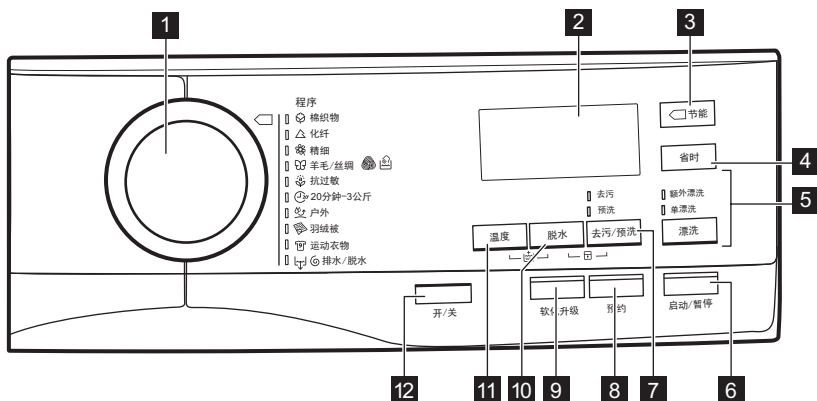 1
2
3
程序
棉织物
节能
化纤
精细
省时
4
羊毛/丝绸
抗过敏
去污
额外漂洗
5
20分鐘-3公斤
预洗
单漂洗
户外
羽绒被
温度
脱水
去污/预洗
漂洗
运动衣物
排水/脱水
开/关
软件升级
预约
启动/暂停
12
11
10
9
8
7
6